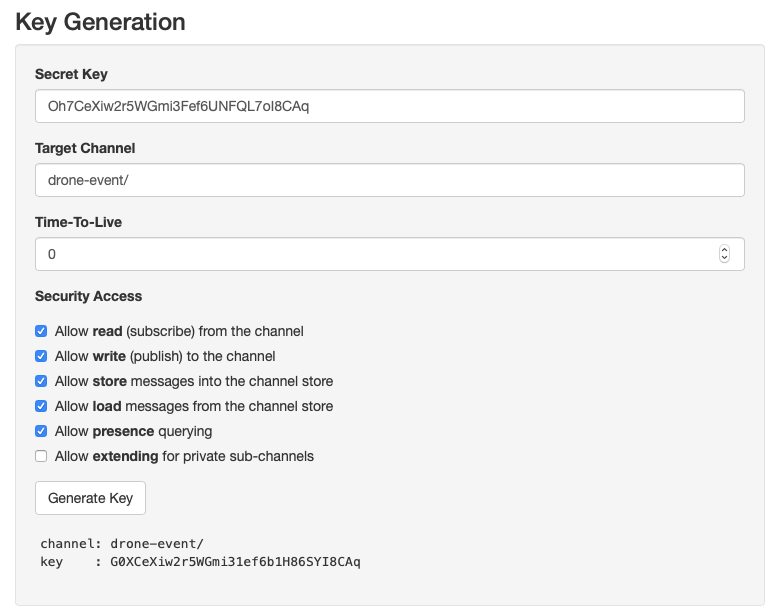 Key Generation
Secret Key
Oh7CeXiw2r5WGmi3Fef6UNFQL7ol8CAq
Target Channel
drone-event/
Time-To-Live
0
Security Access
Allow read (subscribe) from the channel
Allow write (publish) to the channel
Allow store messages into the channel store
Allow load messages from the channel store
Allow presence querying
Allow extending for private sub-channels
Generate Key
channel: drone-event/
key    : G0XCeXiw2r5WGmi31ef6b1H86SYI8CAq